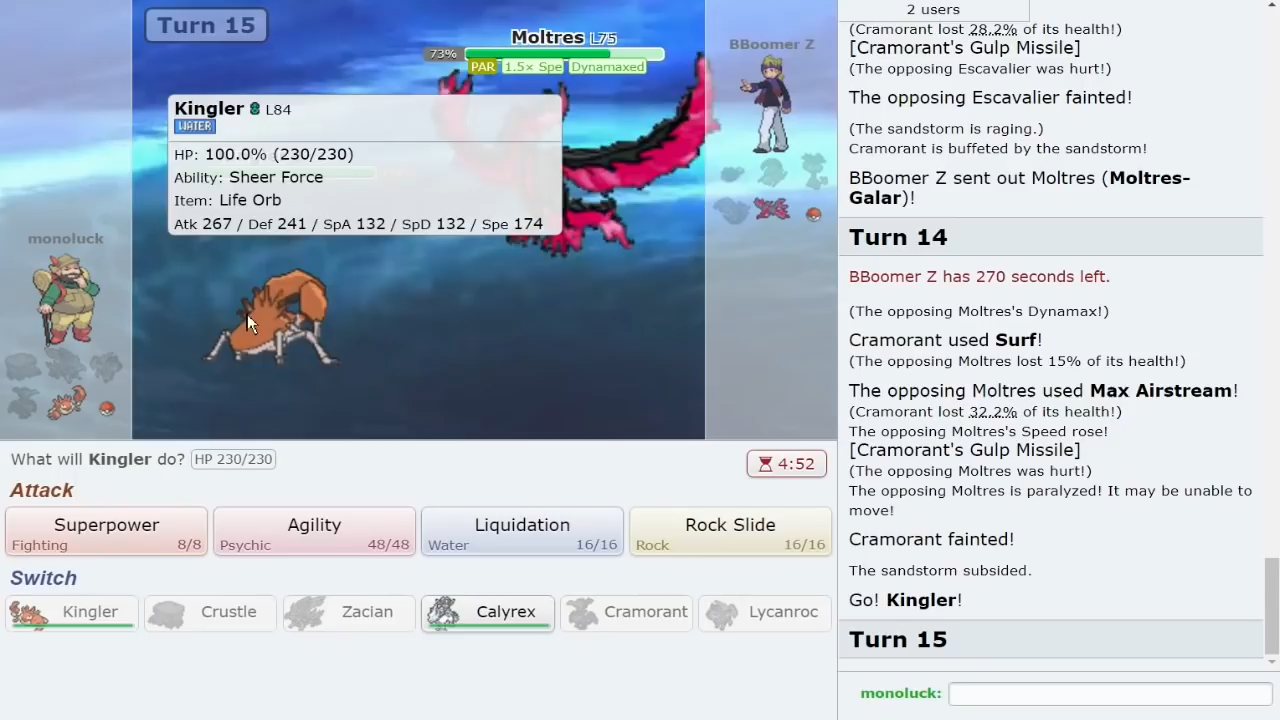 Turn 15
Moltres L75
73%
PAR 1.5× Spe Dynamaxed
BBoomer Z
Kingler L84
WATER
HP: 100.0% (230/230)
Ability: Sheer Force
Item: Life Orb
Atk 267 / Def 241 / SpA 132 / SpD 132 / Spe 174
monoluck
What will Kingler do? HP 230/230
4:52
Attack
Superpower
Fighting 8/8
Agility
Psychic 48/48
Liquidation
Water 16/16
Rock Slide
Rock 16/16
Switch
Kingler
Crustle
Zacian
Calyrex
Cramorant
Lycanroc
2 users
(Cramorant lost 28.2% of its health!)
[Cramorant's Gulp Missile]
(The opposing Escavalier was hurt!)
The opposing Escavalier fainted!
(The sandstorm is raging.)
Cramorant is buffeted by the sandstorm!
BBoomer Z sent out Moltres (Moltres-
Galar)!
Turn 14
BBoomer Z has 270 seconds left.
(The opposing Moltres's Dynamax!)
Cramorant used Surf!
(The opposing Moltres lost 15% of its health!)
The opposing Moltres used Max Airstream!
(Cramorant lost 32.2% of its health!)
The opposing Moltres's Speed rose!
[Cramorant's Gulp Missile]
(The opposing Moltres was hurt!)
The opposing Moltres is paralyzed! It may be unable to
move!
Cramorant fainted!
The sandstorm subsided.
Go! Kingler!
Turn 15
monoluck: